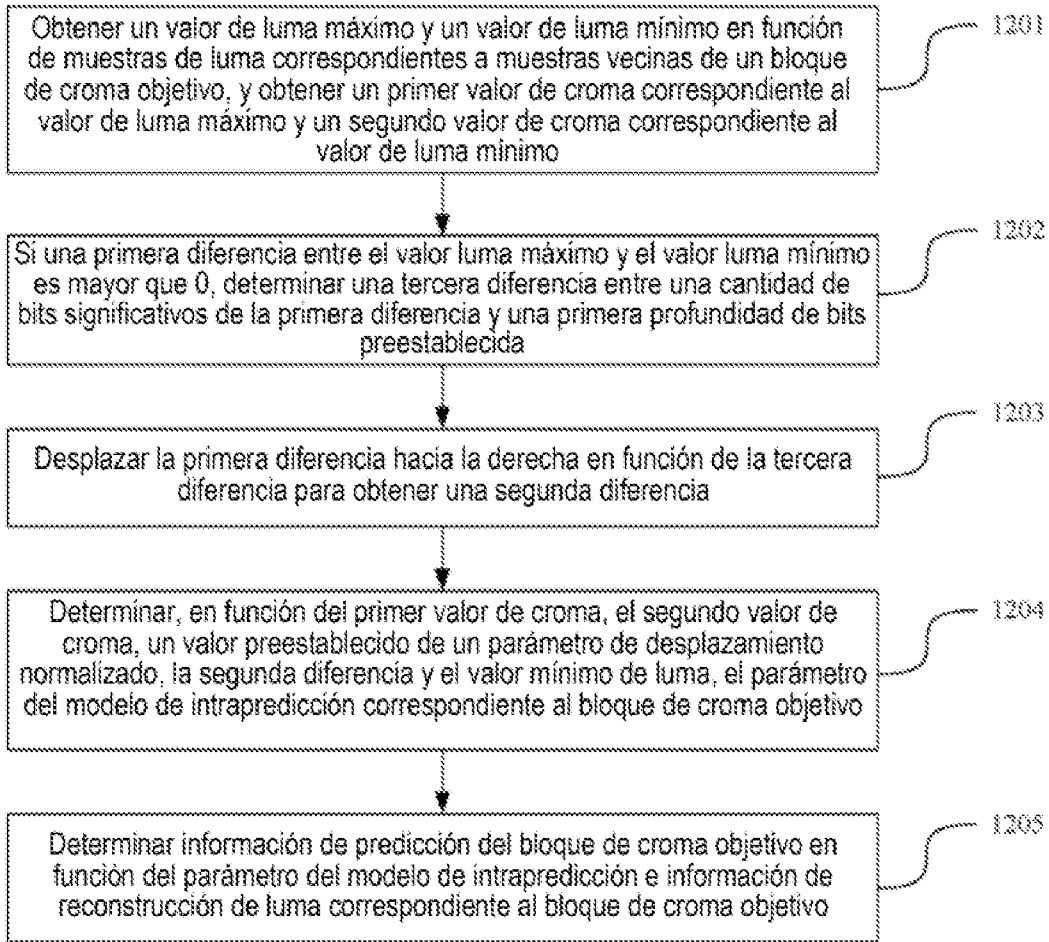 Obtener un valor de luma máximo y un valor de luma mínimo en función
de muestras de luma correspondientes a muestras vecinas de un bloque
de croma objetivo, y obtener un primer valor de croma correspondiente al
valor de luma máximo y un segundo valor de croma correspondiente al
valor de luma mínimo
1201
Si una primera diferencia entre el valor luma máximo y el valor luma mínimo
es mayor que 0, determinar una tercera diferencia entre una cantidad de
bits significativos de la primera diferencia y una primera profundidad de bits
preestablecida
1202
Desplazar la primera diferencia hacia la derecha en función de la tercera
diferencia para obtener una segunda diferencia
1203
Determinar, en función del primer valor de croma, el segundo valor de
croma, un valor preestablecido de un parámetro de desplazamiento
normalizado, la segunda diferencia y el valor mínimo de luma, el parámetro
del modelo de intrapredicción correspondiente al bloque de croma objetivo
1204
Determinar información de predicción del bloque de croma objetivo en
función del parámetro del modelo de intrapredicción e información de
reconstrucción de luma correspondiente al bloque de croma objetivo
1205